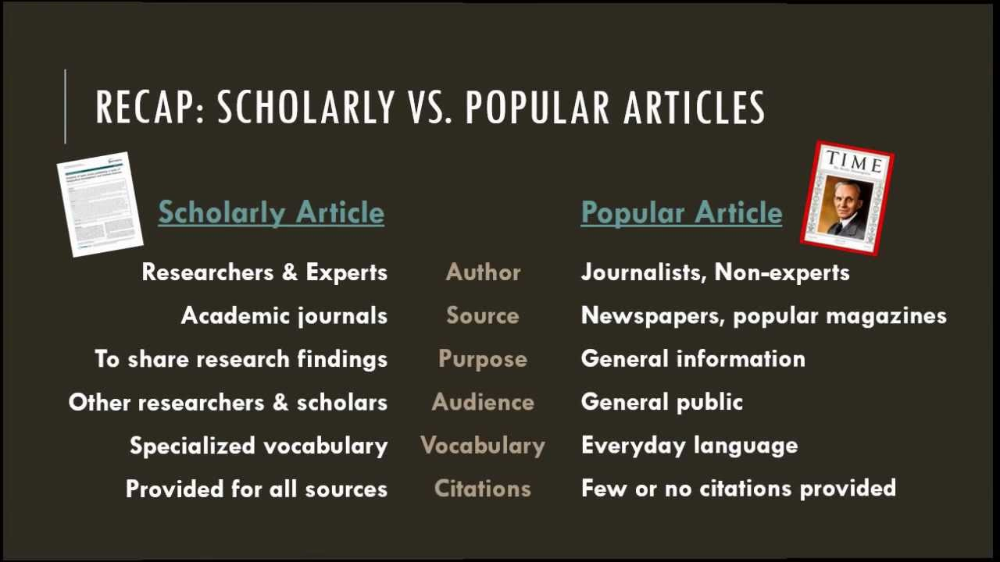 RECAP: SCHOLARLY VS. POPULAR ARTICLES
TIME
Scholarly Article Popular Article
Researchers & Experts Author Journalists, Non-experts
Academic journals Source Newspapers, popular magazines
To share research findings Purpose General information
Other researchers & scholars Audience General public
Specialized vocabulary Vocabulary Everyday language
Provided for all sources Citations Few or no citations provided